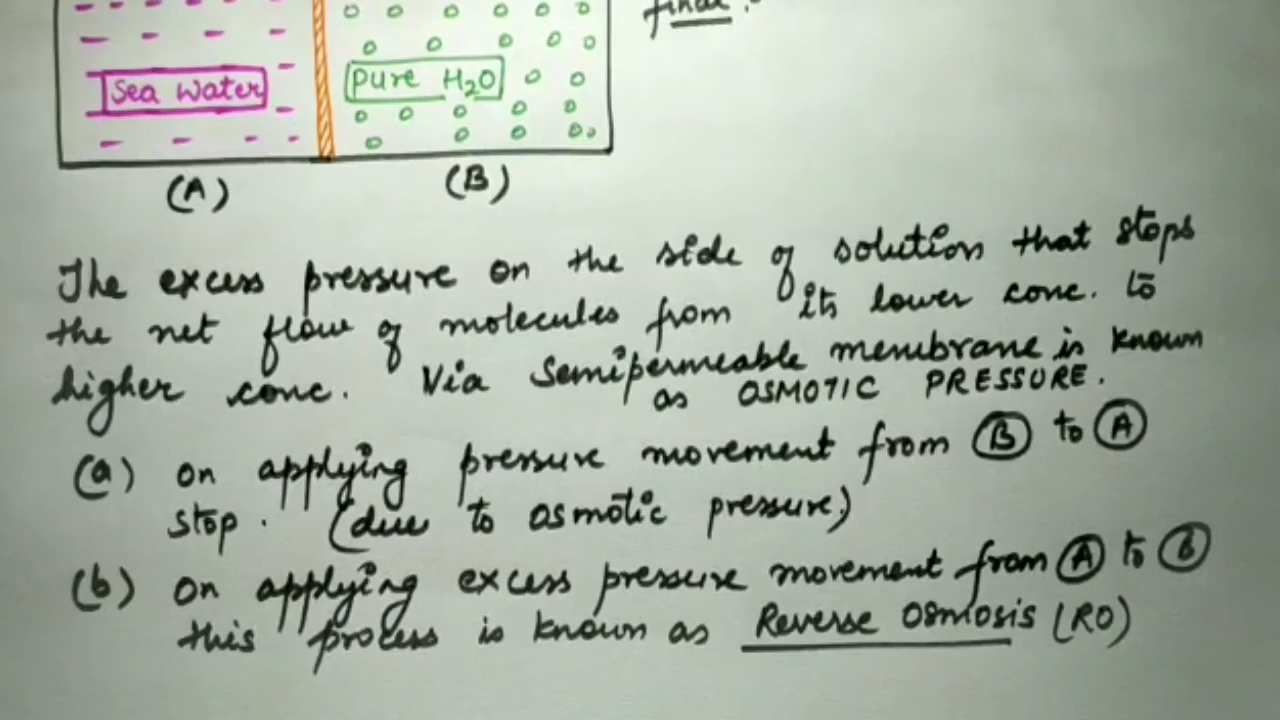 final.
Sea Water
Pure H₂O
(A)
(B)
The excess pressure on the side of solution that stops
the net flow of molecules from its lower conc. to
higher conc. Via Semipermeable membrane is known
as OSMOTIC PRESSURE.
(a) on applying pressure movement from (B) to (A)
stop. (due to osmotic pressure)
(b) on applying excess pressure movement from (A) to (B)
this process is known as Reverse Osmosis (RO)